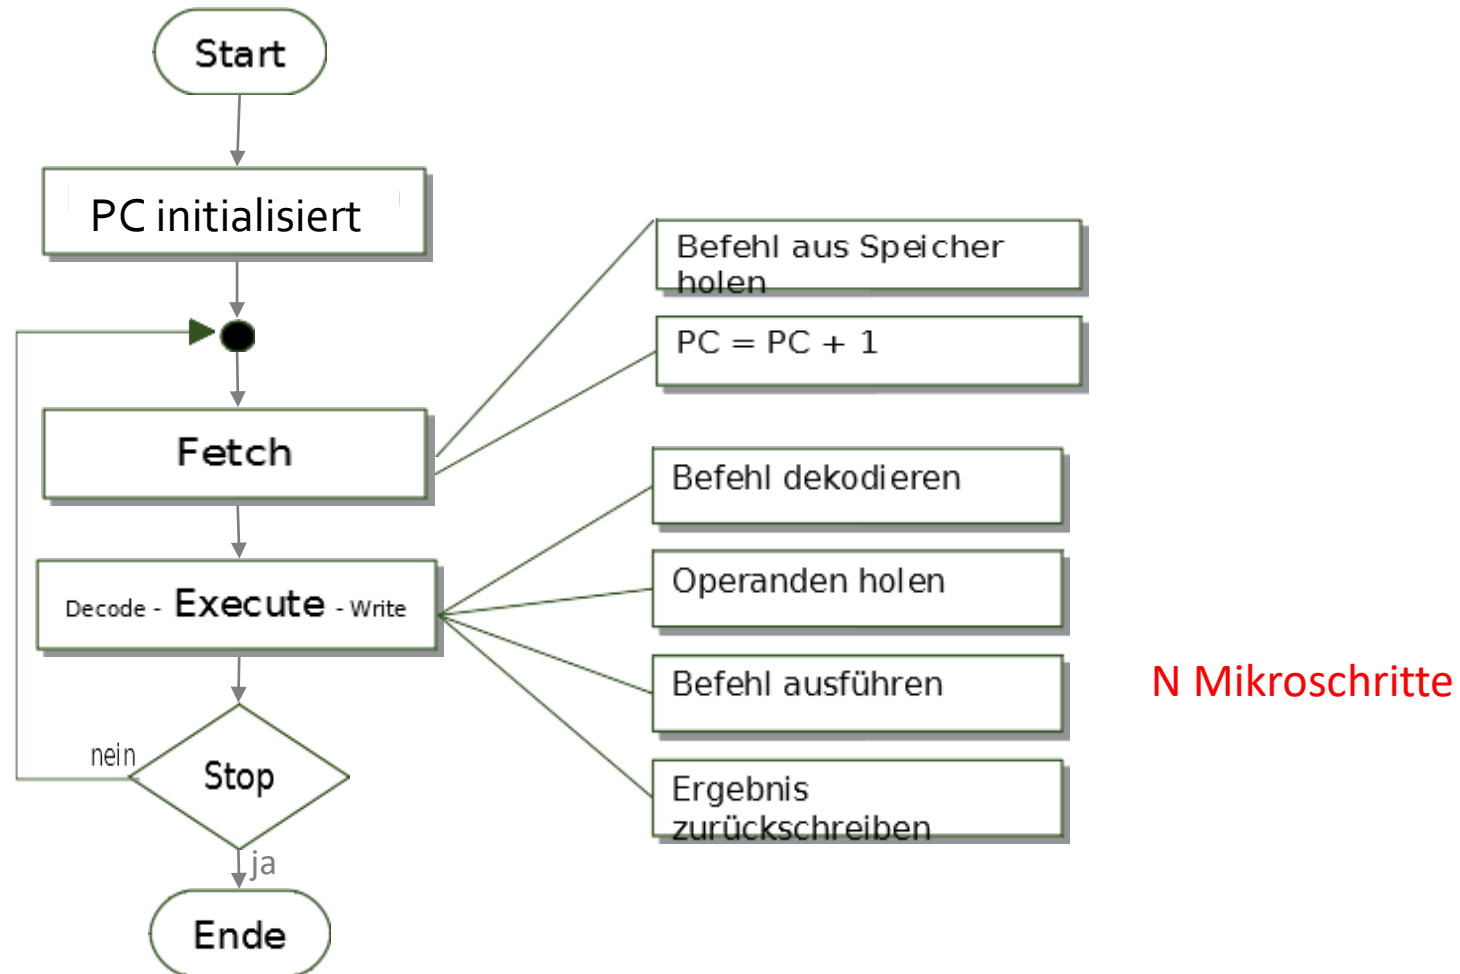 Start
PC initialisiert
Befehl aus Speicher
holen
PC = PC + 1
Fetch
Befehl dekodieren
Operanden holen
Decode - Execute - Write
Befehl ausführen
N Mikroschritte
nein
Stop
Ergebnis
zurückschreiben
ja
Ende